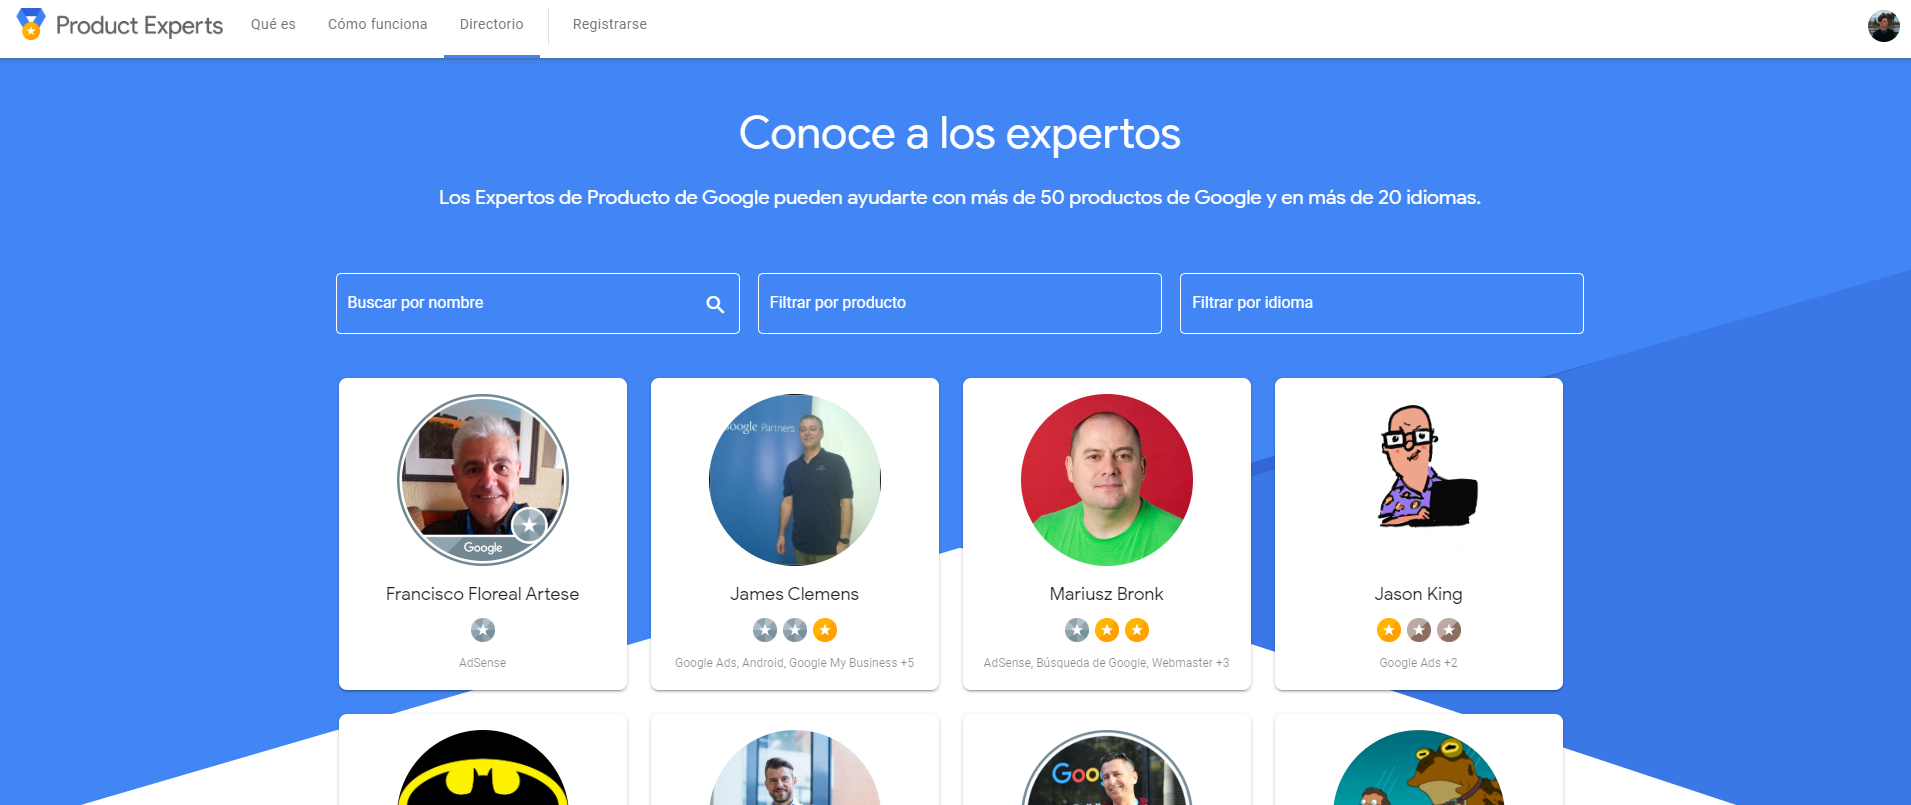 Product Experts
Qué es
Cómo funciona
Directorio
Registrarse
Conoce a los expertos
Los Expertos de Producto de Google pueden ayudarte con más de 50 productos de Google y en más de 20 idiomas.
Buscar por nombre
Filtrar por producto
Filtrar por idioma
Google
Google Partners
Francisco Floreal Artese
James Clemens
Mariusz Bronk
Jason King
AdSense
Google Ads, Android, Google My Business +5
AdSense, Búsqueda de Google, Webmaster +3
Google Ads +2
Goog